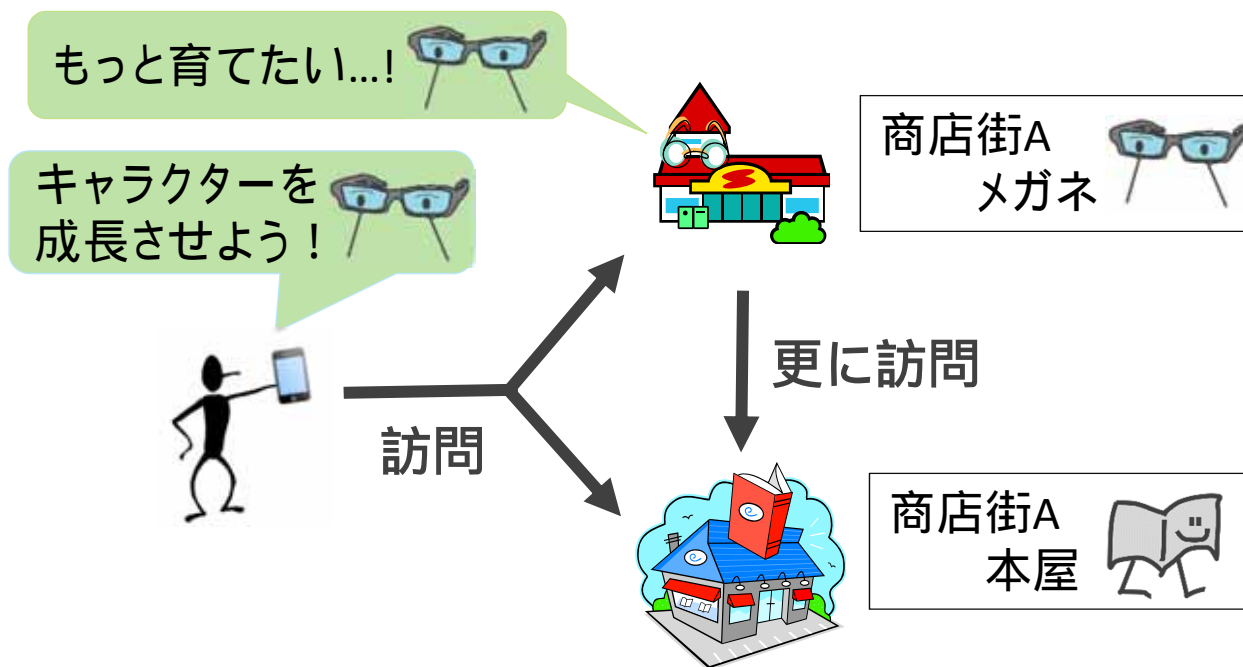 もっと育てたい...!
キャラクターを
成長させよう！
商店街A
メガネ
訪問
更に訪問
商店街A
本屋